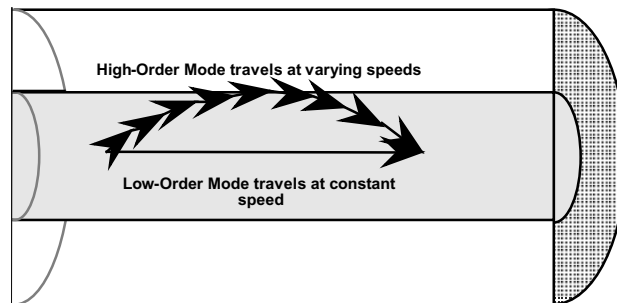 High-Order Mode travels at varying speeds
Low-Order Mode travels at constant
speed